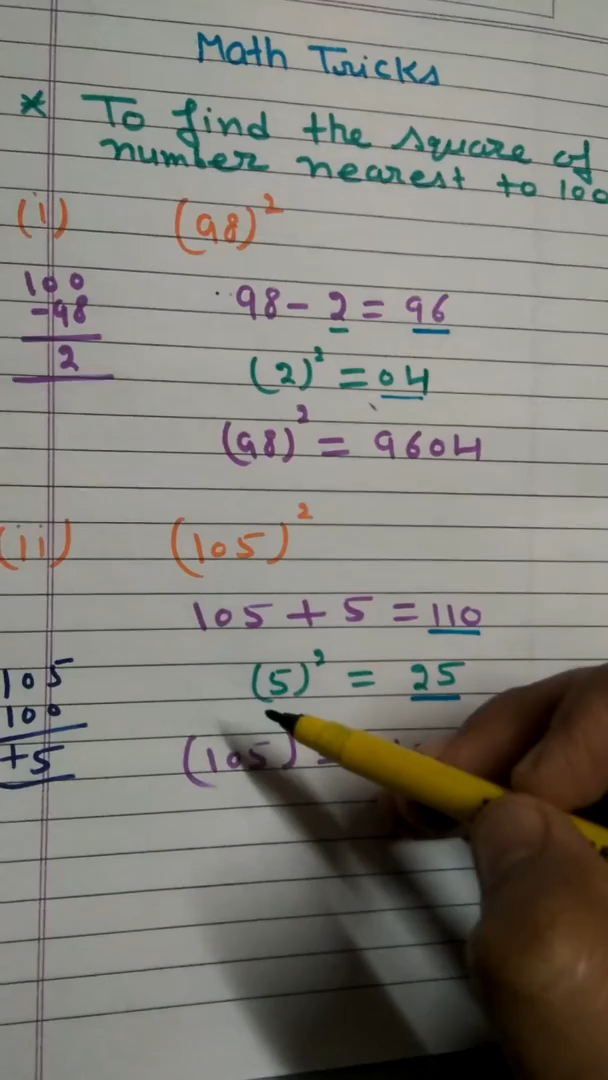 Math Tricks
* To find the square of
number nearest to 100
(i) (98)²
100
-98
2
98 - 2 = 96
(2)² = 04
(98)² = 9604
(ii) (105)²
105 + 5 = 110
(5)² = 25
105
100
+5
(105) =